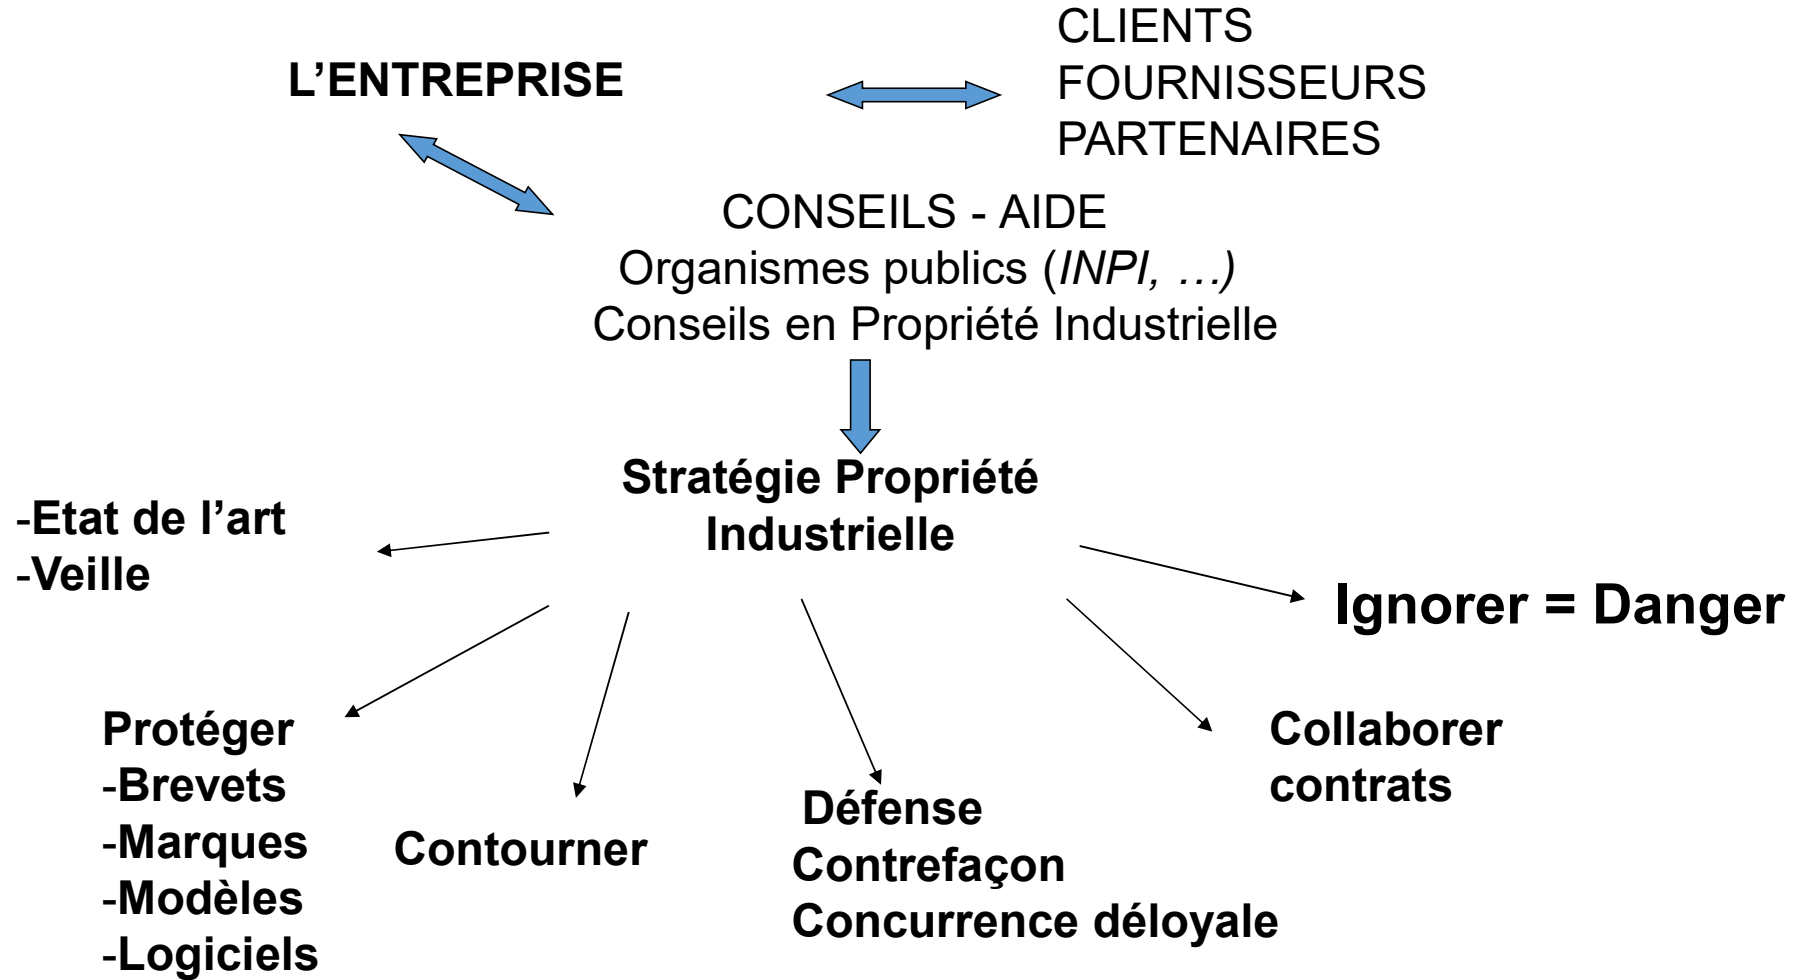 L’ENTREPRISE
CLIENTS
FOURNISSEURS
PARTENAIRES
CONSEILS - AIDE
Organismes publics (INPI, …)
Conseils en Propriété Industrielle
Stratégie Propriété
Industrielle
-Etat de l’art
-Veille
Ignorer = Danger
Protéger
-Brevets
-Marques
-Modèles
-Logiciels
Contourner
Défense
Contrefaçon
Concurrence déloyale
Collaborer
contrats